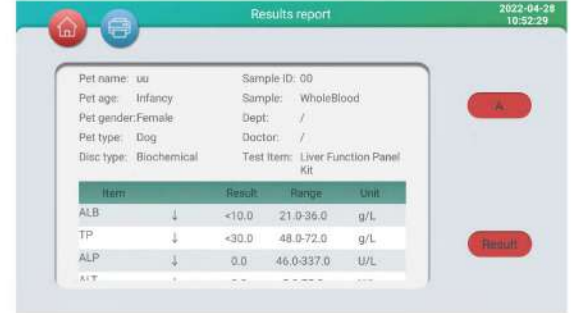 Results report
2022-04-28
10:52:29
Pet name: uu Sample ID: 00
Pet age: Infancy Sample: WholeBlood
Pet gender:Female Dept: /
Pet type: Dog Doctor: /
Disc type: Biochemical Test Item: Liver Function Panel
Kit
Item Result Range Unit
ALB ↓ <10.0 21.0-36.0 g/L
TP ↓ <30.0 48.0-72.0 g/L
ALP ↓ 0.0 46.0-337.0 U/L
ALT
A
Result